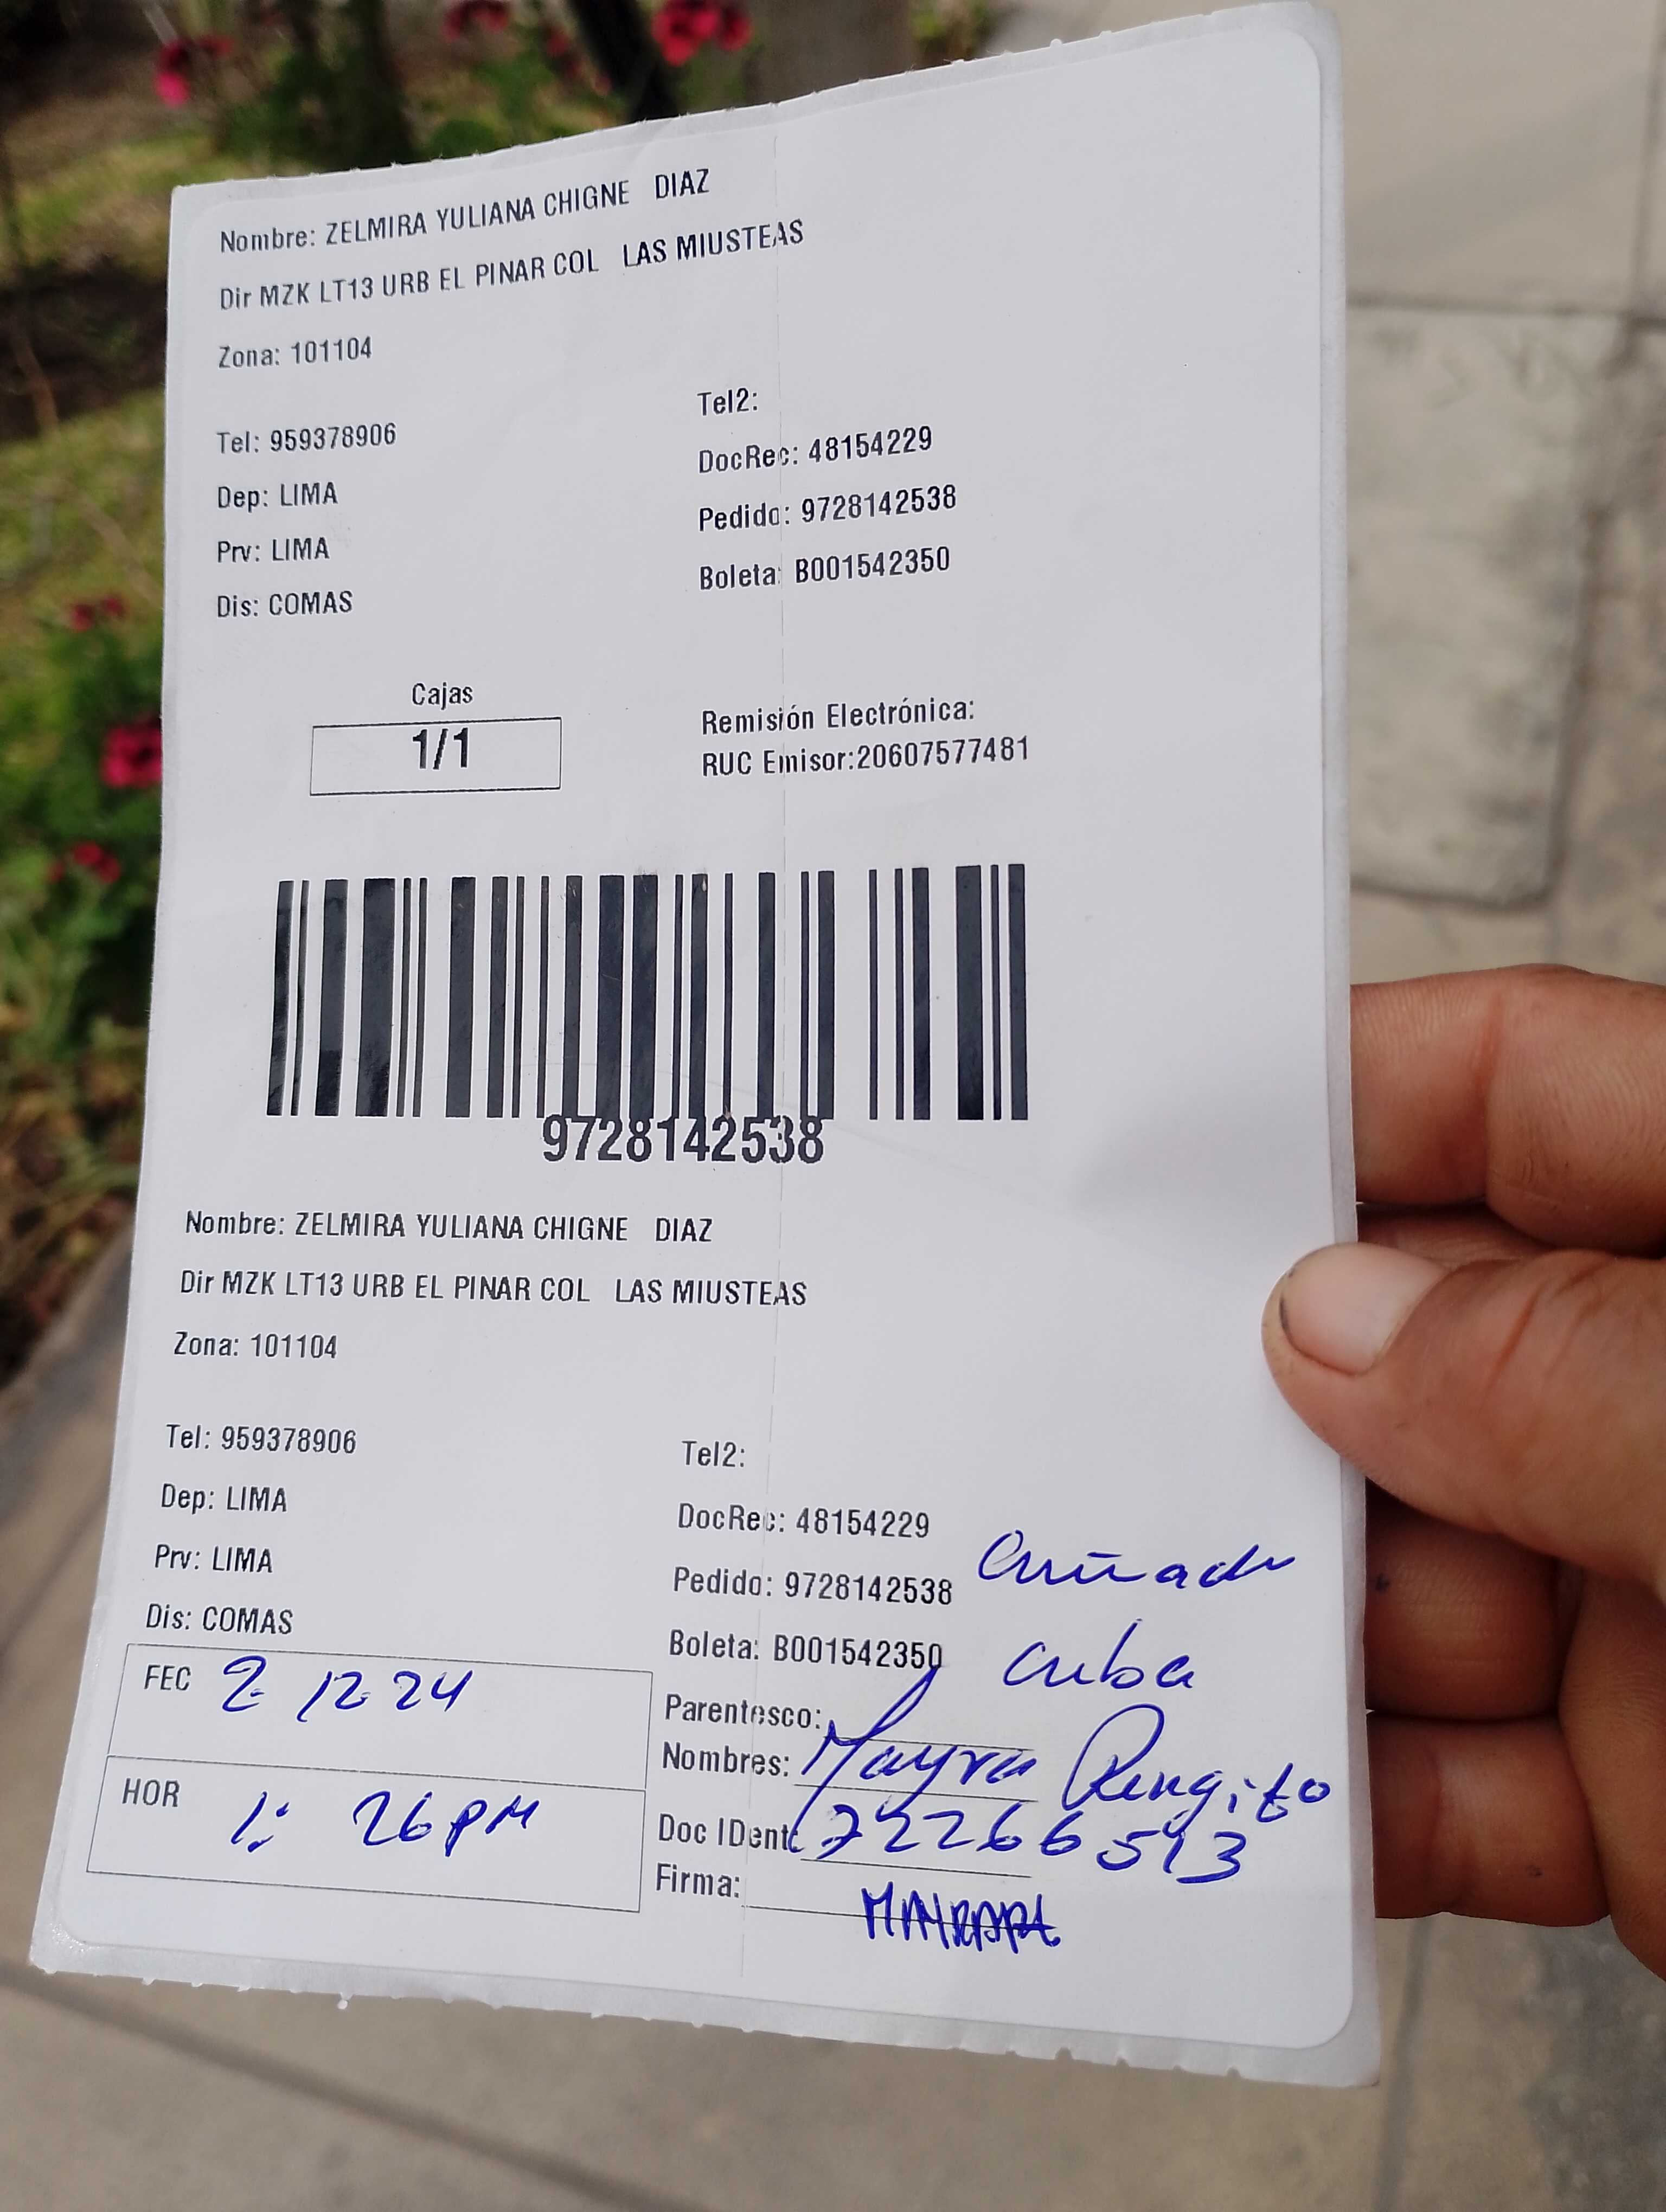 Nombre: ZELMIRA YULIANA CHIGNE DIAZ
Dir MZK LT13 URB EL PINAR COL LAS MIUSTEAS
Zona: 101104
Tel: 959378906
Dep: LIMA
Prv: LIMA
Dis: COMAS
Tel2:
DocRec: 48154229
Pedido: 9728142538
Boleta: B001542350
Cajas
1/1
Remisión Electrónica:
RUC Emisor:20607577481
9728142538
Nombre: ZELMIRA YULIANA CHIGNE DIAZ
Dir MZK LT13 URB EL PINAR COL LAS MIUSTEAS
Zona: 101104
Tel: 959378906
Dep: LIMA
Prv: LIMA
Dis: COMAS
FEC 2 12 24
HOR 1: 26 PM
Tel2:
DocRec: 48154229
Pedido: 9728142538
Boleta: B001542350
Parentesco:
Nombres: Mayra
Doc IDent:
Firma: